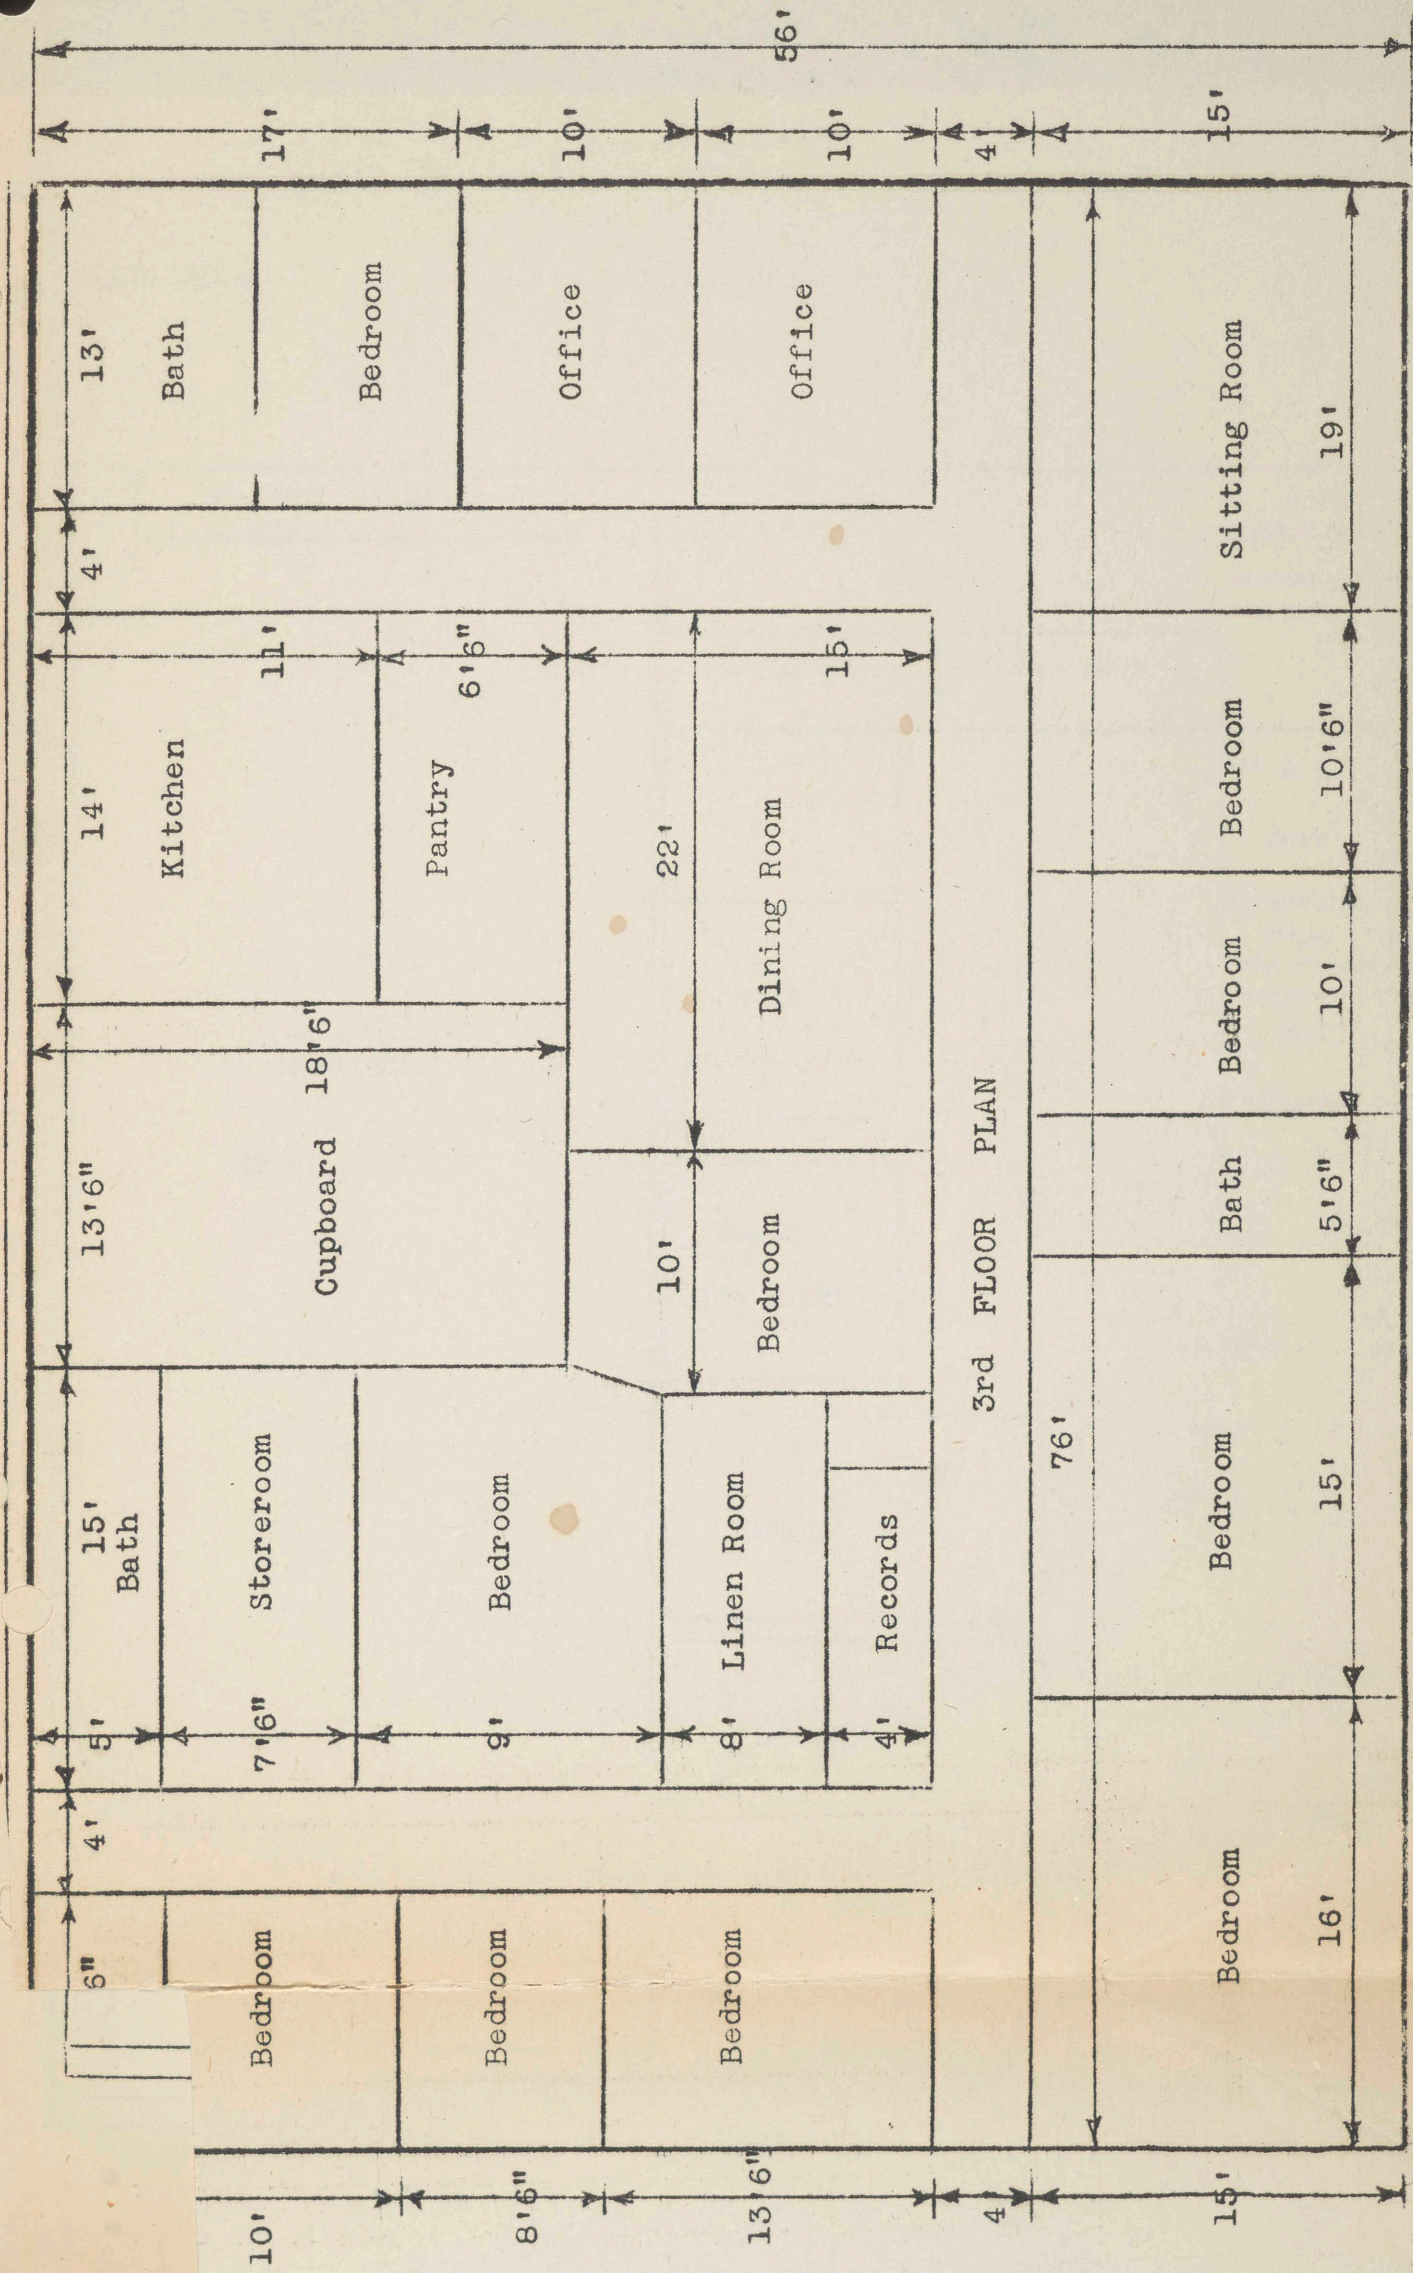 6" 4' 5' 15' 13'6" 14' 13'
Bath
Kitchen Bath
10' Bedroom 7'6" Storeroom 11' 17'
Cupboard 18'6"
Bedroom
Pantry
6'6"
8'6" Bedroom 9' Bedroom
Office 10'
10' 22'
Bedroom 8' Linen Room
13'6" Bedroom Dining Room
56'
Office
15' 10'
4' Records
4' 3rd FLOOR PLAN 4'
76'
15' Bedroom Bedroom Bath Bedroom Bedroom Sitting Room 15'
16' 15' 5'6" 10' 10'6" 19'